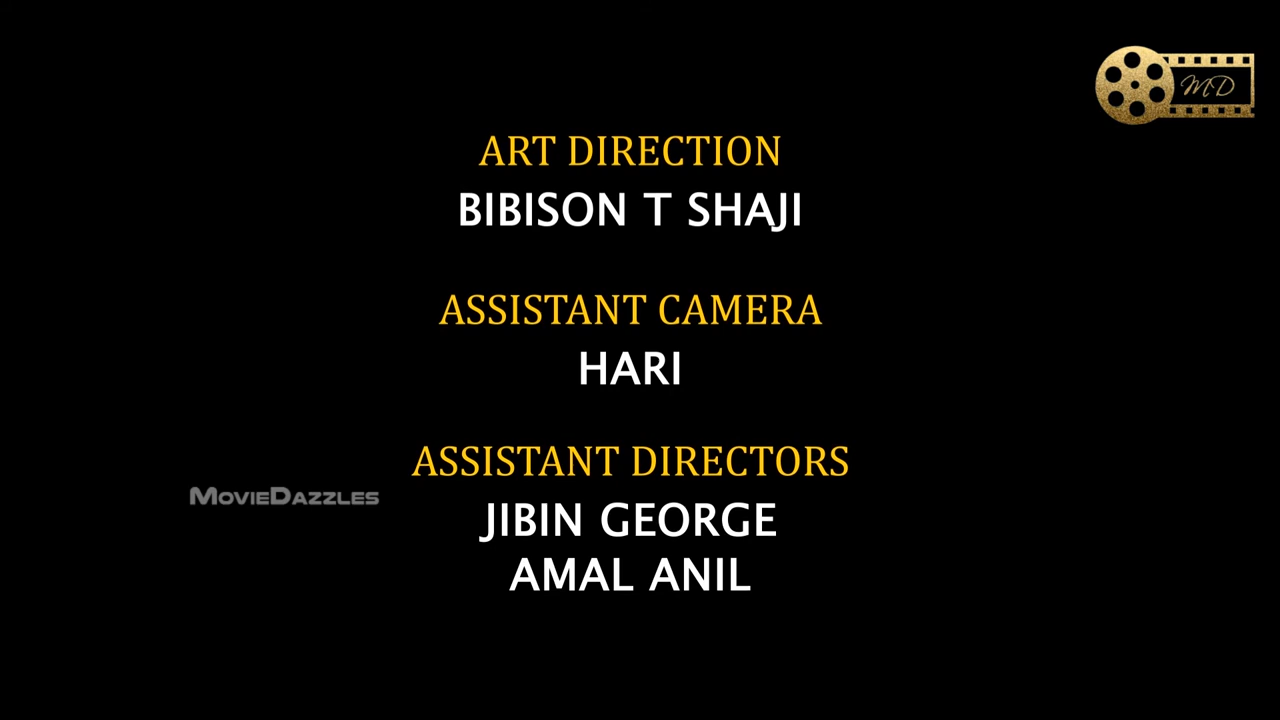 MD
ART DIRECTION
BIBISON T SHAJI
ASSISTANT CAMERA
HARI
ASSISTANT DIRECTORS
MOVIEDAZZLES
JIBIN GEORGE
AMAL ANIL